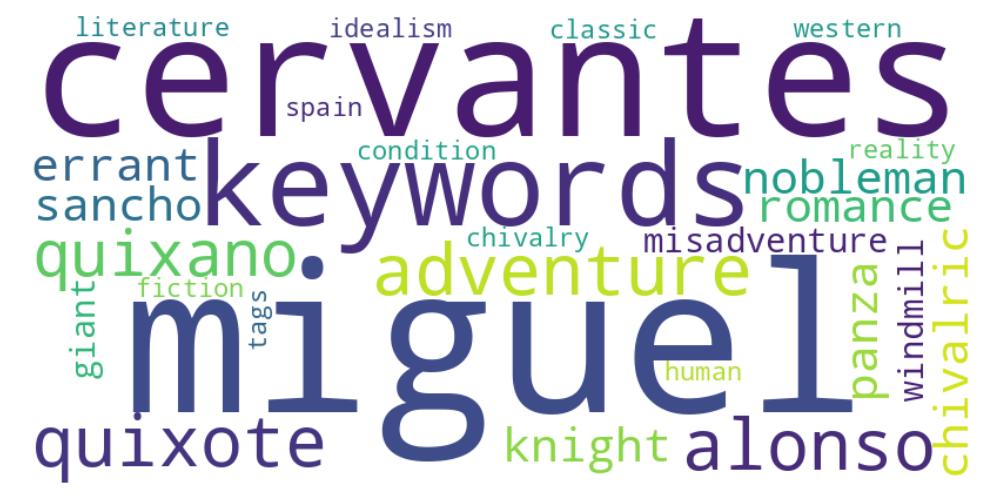 literature idealism classic western
cervantes
spain
condition reality
errant keywords nobleman
sancho romance
quixano chivalry misadventure
adventure
fiction
giant tags miguel panza windmill chivalric
human
quixote knight alonso